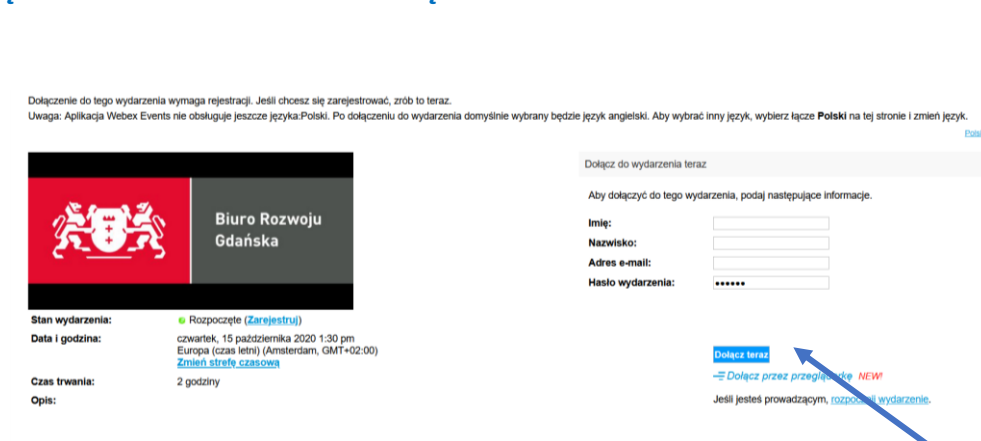 Dołączenie do tego wydarzenia wymaga rejestracji. Jeśli chcesz się zarejestrować, zrób to teraz.
Uwaga: Aplikacja Webex Events nie obsługuje jeszcze języka:Polski. Po dołączeniu do wydarzenia domyślnie wybrany będzie język angielski. Aby wybrać inny język, wybierz łącze Polski na tej stronie i zmień język.
Biuro Rozwoju
Gdańska
Stan wydarzenia: Rozpoczęte (Zarejestruj)
Data i godzina: czwartek, 15 października 2020 1:30 pm
Europa (czas letni) (Amsterdam, GMT+02:00)
Zmień strefę czasową
Czas trwania: 2 godziny
Opis:
Dołącz do wydarzenia teraz
Aby dołączyć do tego wydarzenia, podaj następujące informacje.
Imię:
Nazwisko:
Adres e-mail:
Hasło wydarzenia: ••••••
Dołącz teraz
Dołącz przez przeglądarkę NEW!
Jeśli jesteś prowadzącym, rozpocznij wydarzenie.